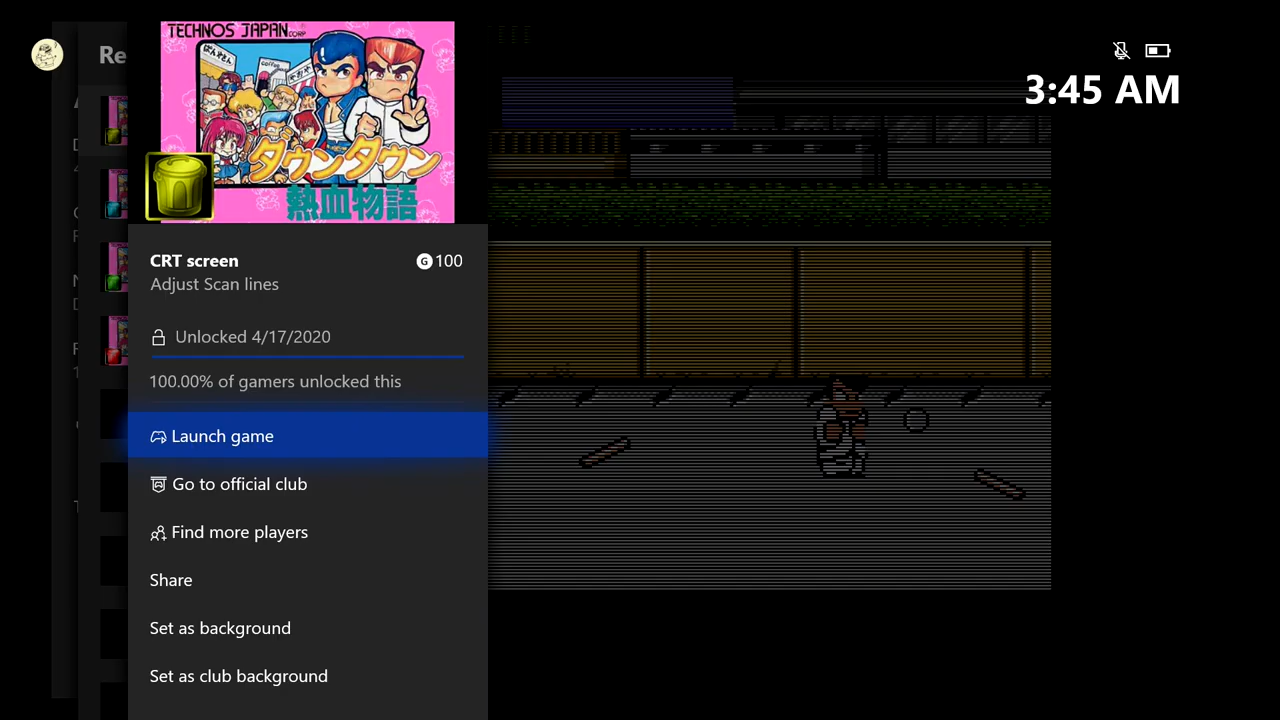 Re
TECHNOS JAPAN CORP
coffee
ダウンタウン
熱血物語
3:45 AM
CRT screen
G 100
Adjust Scan lines
Unlocked 4/17/2020
100.00% of gamers unlocked this
Launch game
Go to official club
Find more players
Share
Set as background
Set as club background